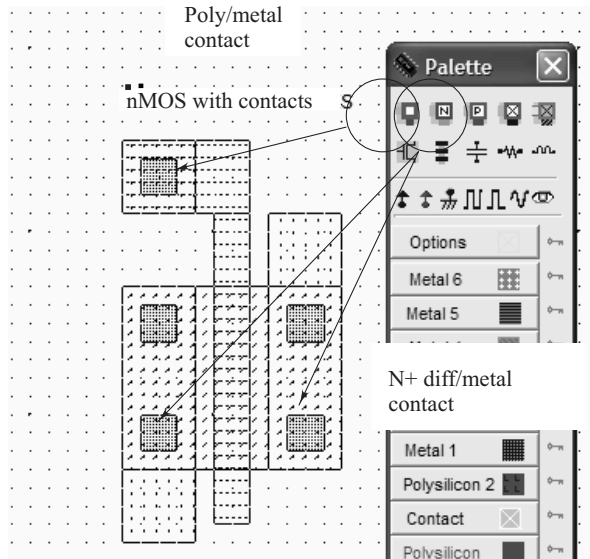 Poly/metal
contact
nMOS with contacts
S
Palette
N
P
Options
Metal 6
Metal 5
N+ diff/metal
contact
Metal 1
Polysilicon 2
Contact
Polysilicon